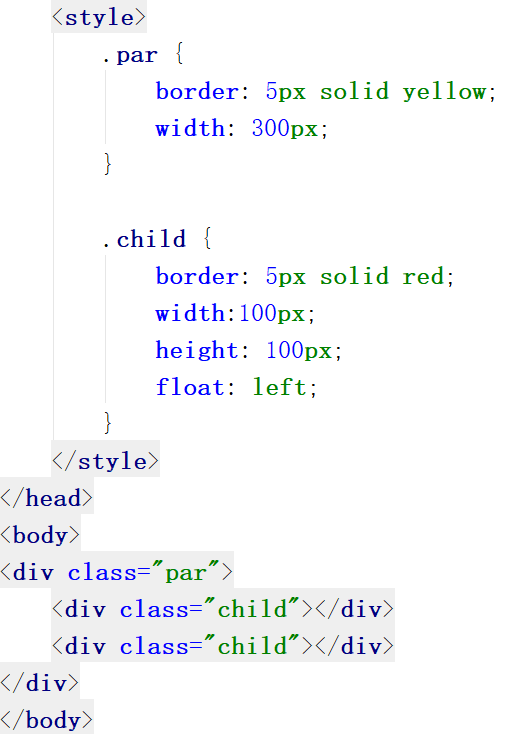 <style>
.par {
border: 5px solid yellow;
width: 300px;
}
.child {
border: 5px solid red;
width:100px;
height: 100px;
float: left;
}
</style>
</head>
<body>
<div class="par">
<div class="child"></div>
<div class="child"></div>
</div>
</body>